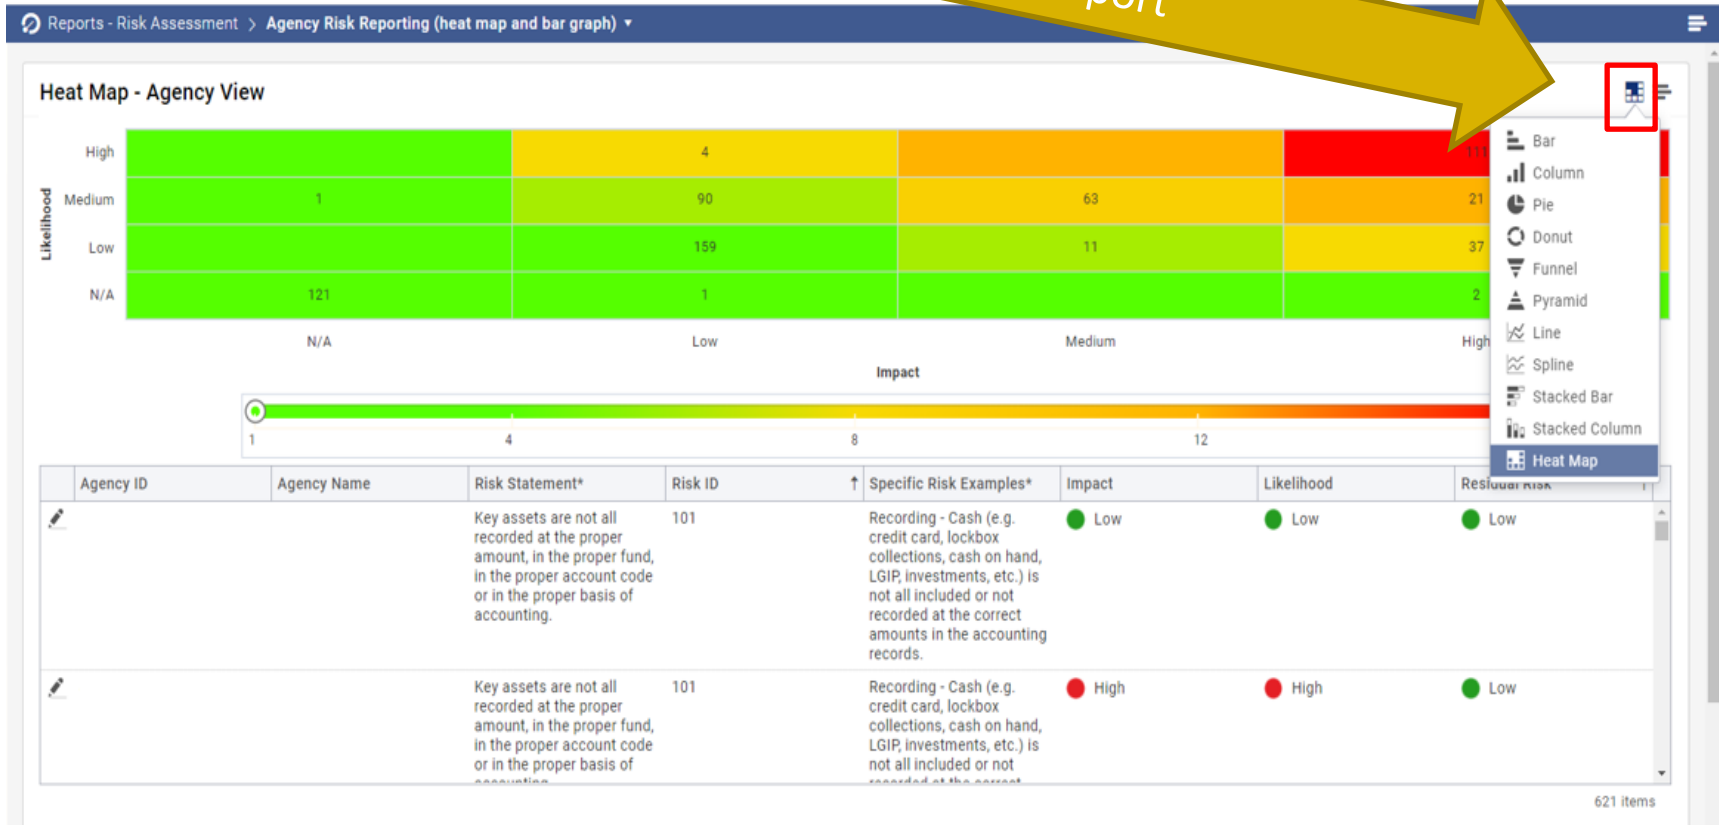 port
Reports - Risk Assessment > Agency Risk Reporting (heat map and bar graph)
Heat Map - Agency View
Likelihood
High 4 111
Medium 1 90 63 21
Low 159 11 37
N/A 121 1 2
N/A Low Medium High
Impact
1 4 8 12
Bar
Column
Pie
Donut
Funnel
Pyramid
Line
Spline
Stacked Bar
Stacked Column
Heat Map
Agency ID Agency Name Risk Statement* Risk ID ↑ Specific Risk Examples* Impact Likelihood Residual Risk
Key assets are not all
recorded at the proper
amount, in the proper fund,
in the proper account code
or in the proper basis of
accounting.
101
Recording - Cash (e.g.
credit card, lockbox
collections, cash on hand,
LGIP, investments, etc.) is
not all included or not
recorded at the correct
amounts in the accounting
records.
Low Low Low
Key assets are not all
recorded at the proper
amount, in the proper fund,
in the proper account code
or in the proper basis of
accounting.
101
Recording - Cash (e.g.
credit card, lockbox
collections, cash on hand,
LGIP, investments, etc.) is
not all included or not
recorded at the correct
High High Low
621 items